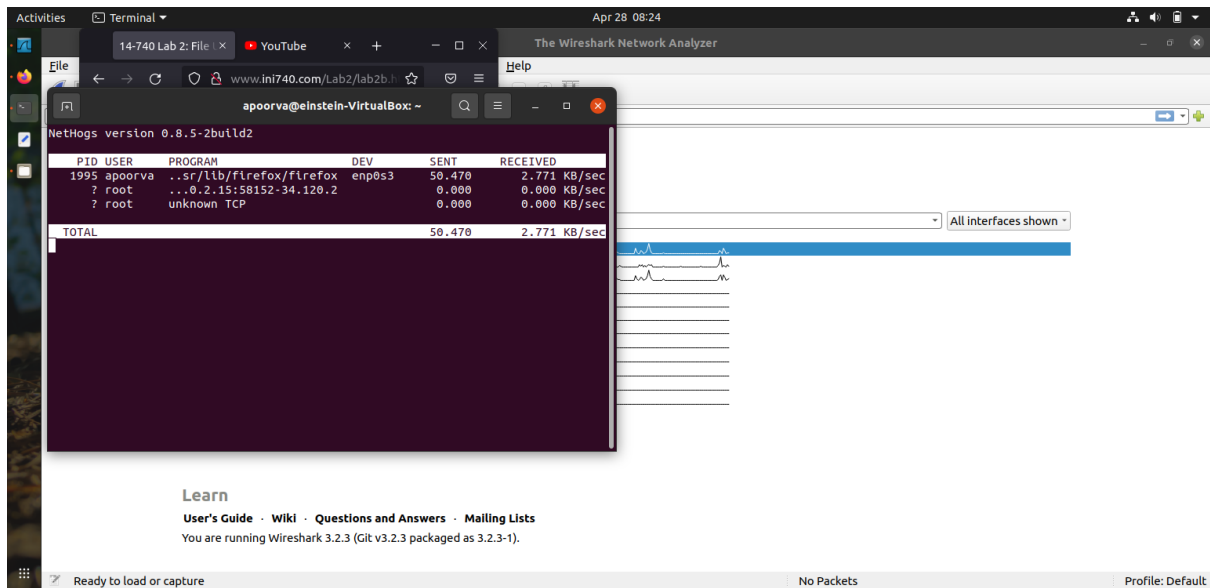 Activities Terminal Apr 28 08:24
14-740 Lab 2: File YouTube The Wireshark Network Analyzer
File Help
www.ini740.com/Lab2/lab2b.h
apoorva@einstein-VirtualBox: ~
NetHogs version 0.8.5-2build2
PID USER PROGRAM DEV SENT RECEIVED
1995 apoorva ..sr/lib/firefox/firefox enp0s3 50.470 2.771 KB/sec
? root ...0.2.15:58152-34.120.2 0.000 0.000 KB/sec
? root unknown TCP 0.000 0.000 KB/sec
TOTAL 50.470 2.771 KB/sec
All interfaces shown
Learn
User's Guide · Wiki · Questions and Answers · Mailing Lists
You are running Wireshark 3.2.3 (Git v3.2.3 packaged as 3.2.3-1).
Ready to load or capture No Packets Profile: Default